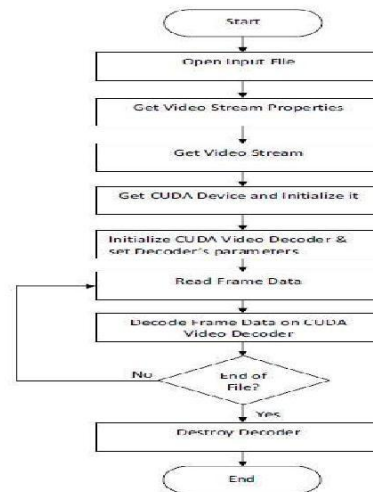 Start
Open Input File
Get Video Stream Properties
Get Video Stream
Get CUDA Device and Initialize it
Initialize CUDA Video Decoder &
set Decoder's parameters
Read Frame Data
Decode Frame Data on CUDA
Video Decoder
No
End of
File?
Yes
Destroy Decoder
End